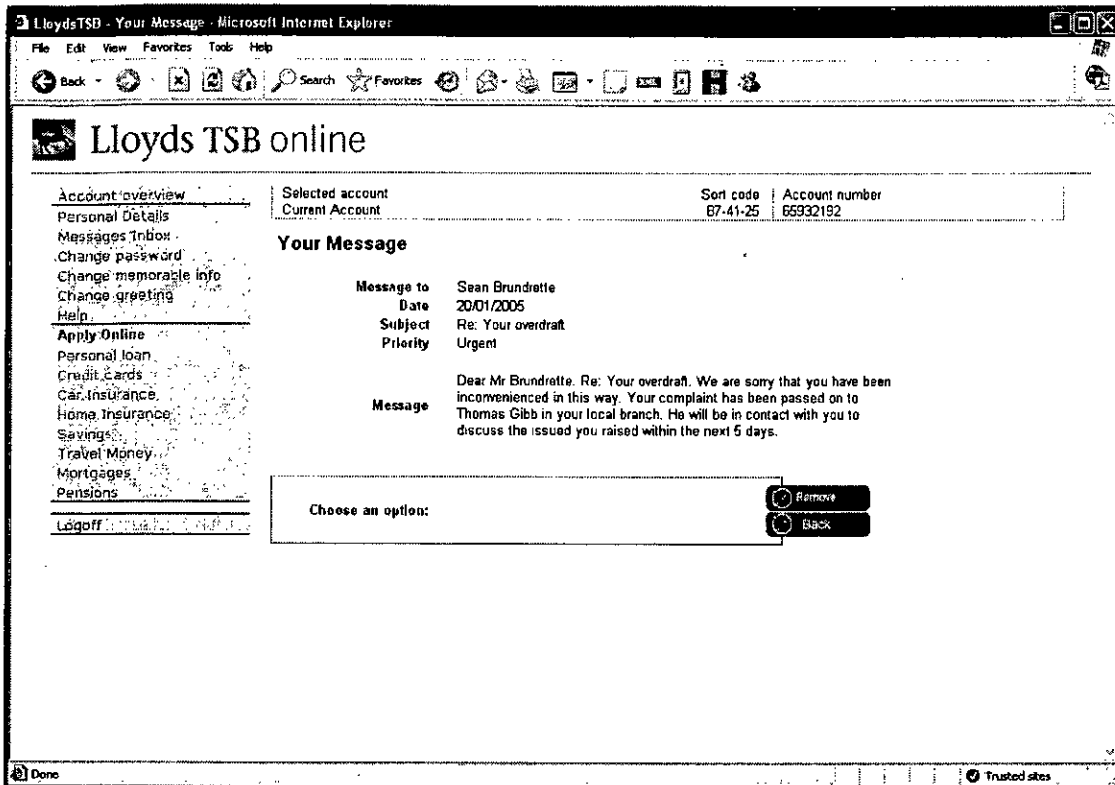 LloydsTSB - Your Message - Microsoft Internet Explorer
File Edit View Favorites Tools Help
Back Search Favorites
Lloyds TSB online
Account overview
Personal Details
Messages Inbox
Change password
Change memorable info
Change greeting
Help
Apply Online
Personal loan
Credit cards
Car Insurance
Home Insurance
Savings
Travel Money
Mortgages
Pensions
Logoff
Selected account Sort code Account number
Current Account 87-41-25 65932192
Your Message
Message to Sean Brundrette
Date 20/01/2005
Subject Re: Your overdraft
Priority Urgent
Message Dear Mr Brundrette. Re: Your overdraft. We are sorry that you have been
inconvenienced in this way. Your complaint has been passed on to
Thomas Gibb in your local branch. He will be in contact with you to
discuss the issued you raised within the next 5 days.
Choose an option:
Remove
Back
Done Trusted sites